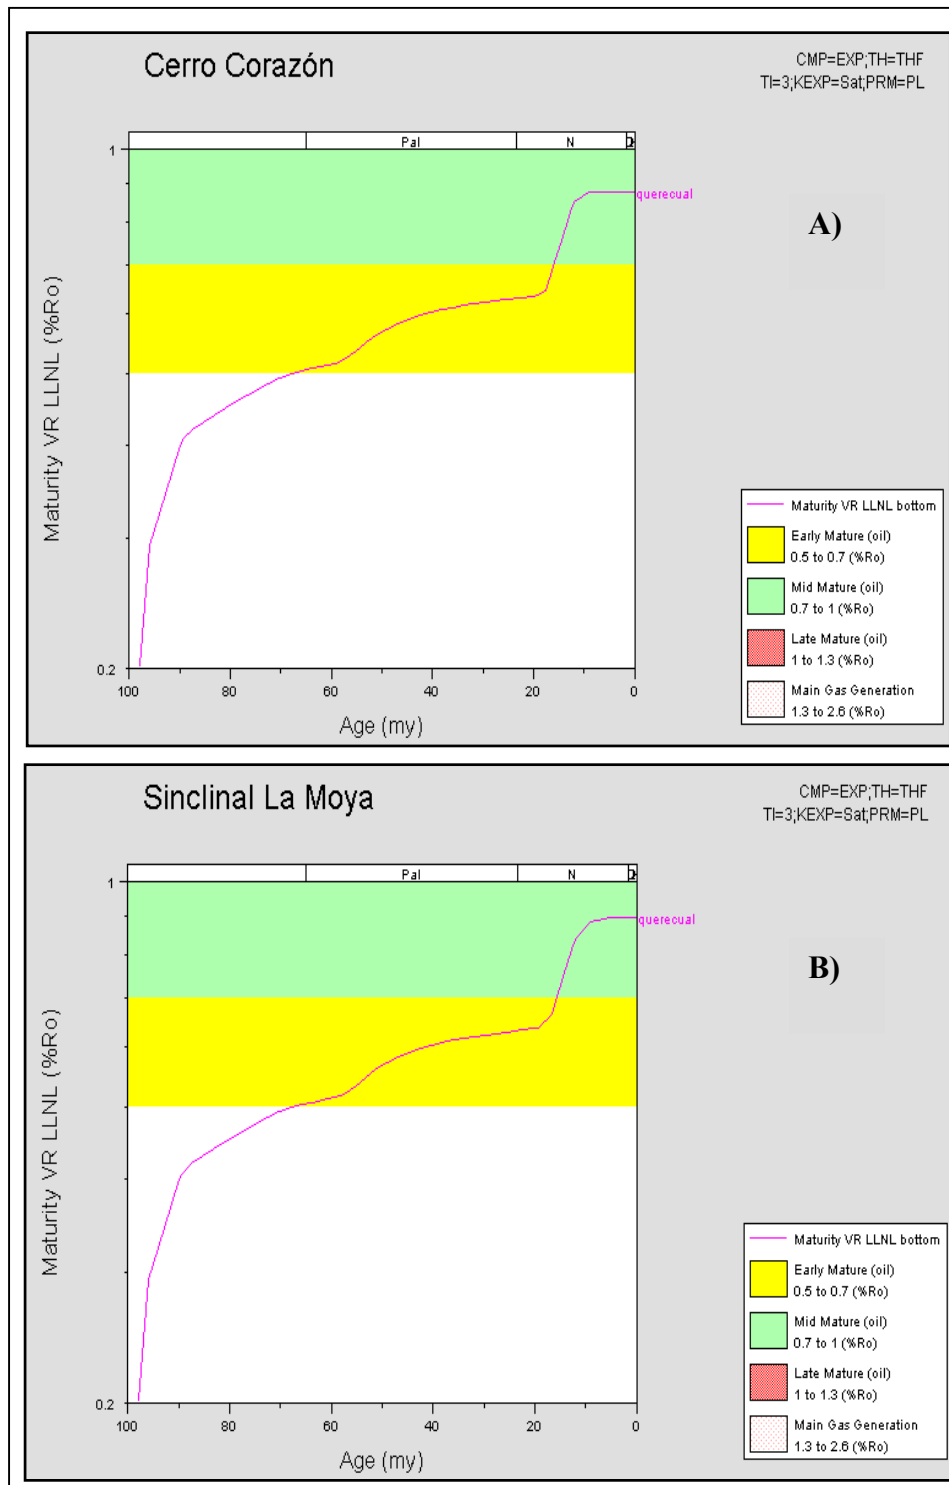 Cerro Corazón
CMP=EXP;TH=THF
TI=3;KEXP=Sat;PRM=PL
Pal
N
1
querecual
A)
Maturity VR LLNL (%Ro)
Maturity VR LLNL bottom
Early Mature (oil)
0.5 to 0.7 (%Ro)
Mid Mature (oil)
0.7 to 1 (%Ro)
Late Mature (oil)
1 to 1.3 (%Ro)
Main Gas Generation
1.3 to 2.6 (%Ro)
0.2
100
80
60
40
20
0
Age (my)
Sinclinal La Moya
CMP=EXP;TH=THF
TI=3;KEXP=Sat;PRM=PL
Pal
N
1
querecual
B)
Maturity VR LLNL (%Ro)
Maturity VR LLNL bottom
Early Mature (oil)
0.5 to 0.7 (%Ro)
Mid Mature (oil)
0.7 to 1 (%Ro)
Late Mature (oil)
1 to 1.3 (%Ro)
Main Gas Generation
1.3 to 2.6 (%Ro)
0.2
100
80
60
40
20
0
Age (my)